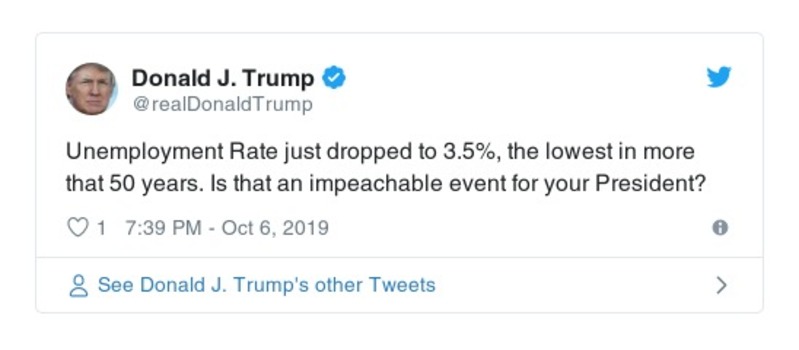 Donald J. Trump
@realDonaldTrump
Unemployment Rate just dropped to 3.5%, the lowest in more
that 50 years. Is that an impeachable event for your President?
1 7:39 PM - Oct 6, 2019
See Donald J. Trump's other Tweets